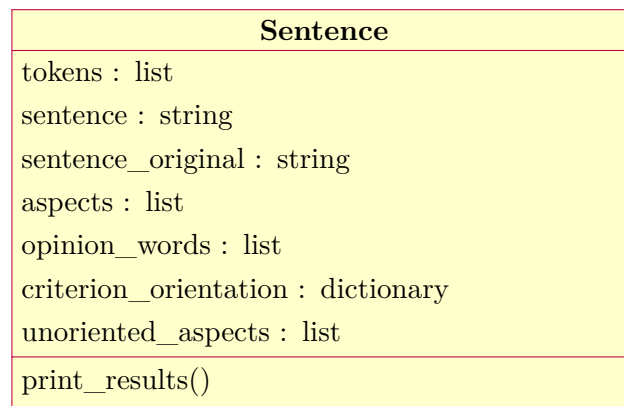 Sentence
tokens : list
sentence : string
sentence_original : string
aspects : list
opinion_words : list
criterion_orientation : dictionary
unoriented_aspects : list
print_results()